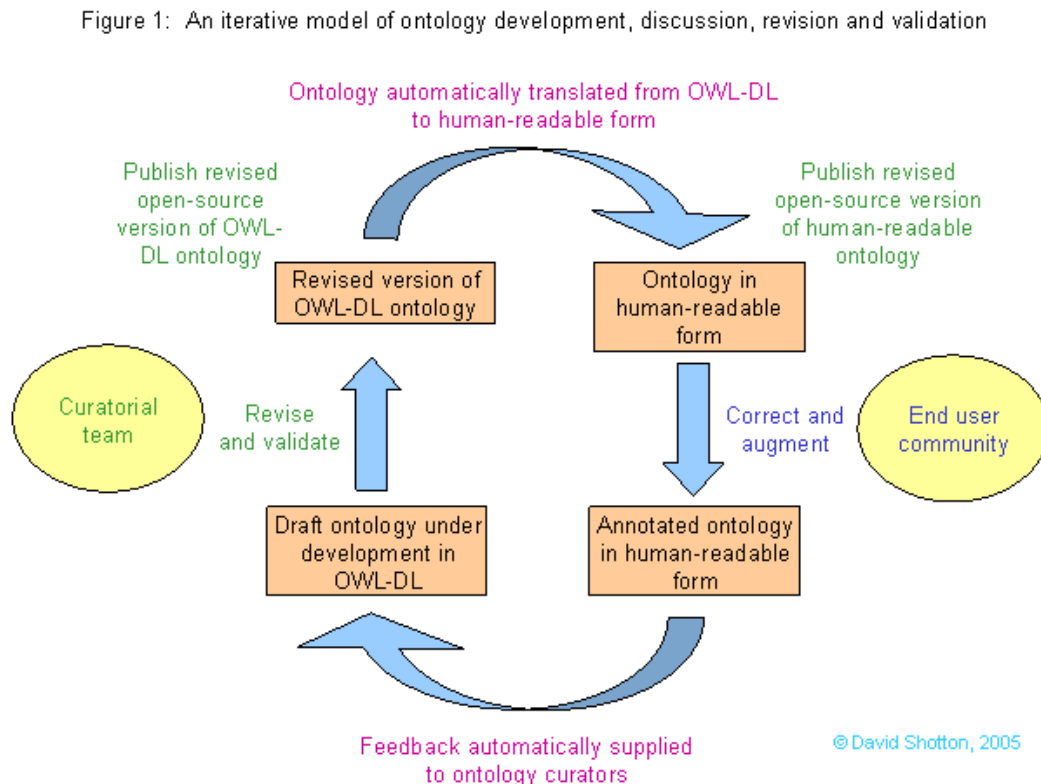 Figure 1: An iterative model of ontology development, discussion, revision and validation
Ontology automatically translated from OWL-DL
to human-readable form
Publish revised
open-source
version of OWL-
DL ontology
Publish revised
open-source version
of human-readable
ontology
Revised version of
OWL-DL ontology
Ontology in
human-readable
form
Curatorial
team
Revise
and validate
Correct and
augment
End user
community
Draft ontology under
development in
OWL-DL
Annotated ontology
in human-readable
form
Feedback automatically supplied
to ontology curators
© David Shotton, 2005